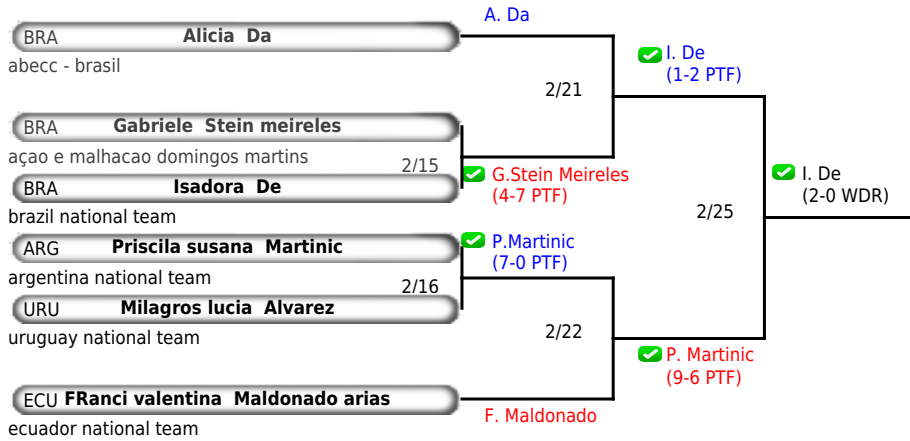 A. Da
BRA Alicia Da
abecc - brasil
I. De
(1-2 PTF)
2/21
BRA Gabriele Stein meireles
açao e malhacao domingos martins
2/15
G.Stein Meireles
(4-7 PTF)
BRA Isadora De
brazil national team
I. De
(2-0 WDR)
2/25
ARG Priscila susana Martinic
argentina national team
P.Martinic
(7-0 PTF)
2/16
URU Milagros lucia Alvarez
uruguay national team
2/22
P. Martinic
(9-6 PTF)
ECU FRanci valentina Maldonado arias
ecuador national team
F. Maldonado